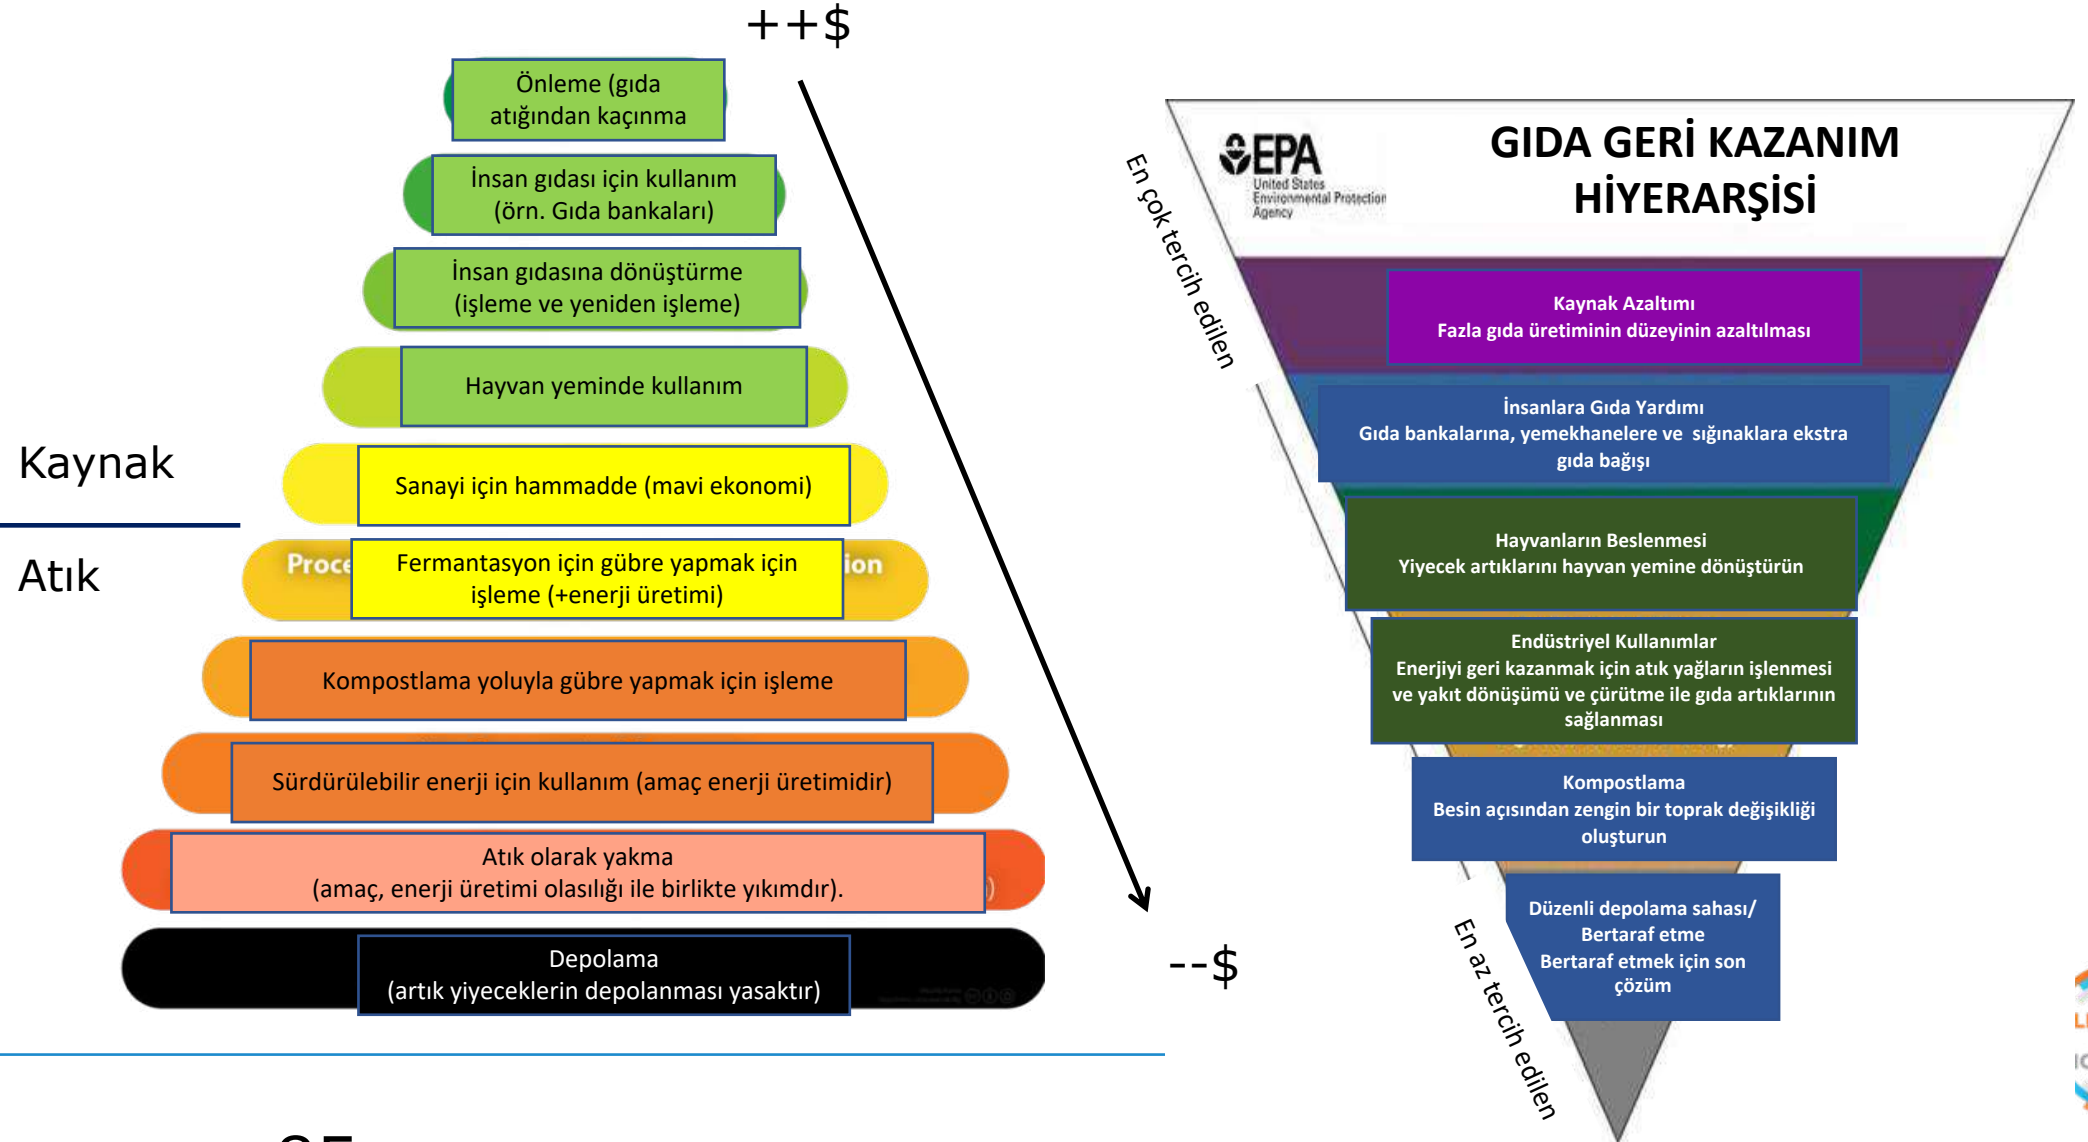 ++$
Önleme (gıda
atığından kaçınma
İnsan gıdası için kullanım
(örn. Gıda bankaları)
İnsan gıdasına dönüştürme
(işleme ve yeniden işleme)
Hayvan yeminde kullanım
Kaynak
Sanayi için hammadde (mavi ekonomi)
Atık
Fermantasyon için gübre yapmak için
işleme (+enerji üretimi)
Kompostlama yoluyla gübre yapmak için işleme
Sürdürülebilir enerji için kullanım (amaç enerji üretimidir)
Atık olarak yakma
(amaç, enerji üretimi olasılığı ile birlikte yıkımdır).
Depolama
(artık yiyeceklerin depolanması yasaktır)
--$
EPA
United States
Environmental Protection
Agency
GIDA GERİ KAZANIM
HİYERARŞİSİ
En çok tercih edilen
Kaynak Azaltımı
Fazla gıda üretiminin düzeyinin azaltılması
İnsanlara Gıda Yardımı
Gıda bankalarına, yemekhanelere ve sığınaklara ekstra
gıda bağışı
Hayvanların Beslenmesi
Yiyecek artıklarını hayvan yemine dönüştürün
Endüstriyel Kullanımlar
Enerjiyi geri kazanmak için atık yağların işlenmesi
ve yakıt dönüşümü ve çürütme ile gıda artıklarının
sağlanması
Kompostlama
Besin açısından zengin bir toprak değişikliği
oluşturun
Düzenli depolama sahası/
Bertaraf etme
Bertaraf etmek için son
çözüm
En az tercih edilen